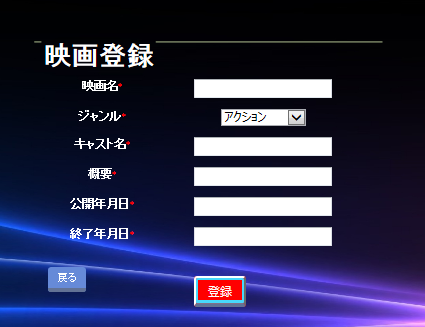 映画登録
映画名*
ジャンル* アクション
キャスト名*
概要*
公開年月日*
終了年月日*
戻る
登録